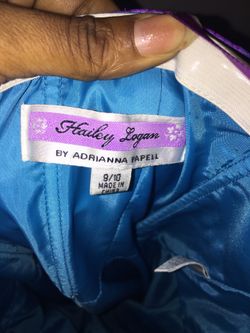 Hailey Logan
BY ADRIANNA PAPELL
9/10
MADE IN
CHINA